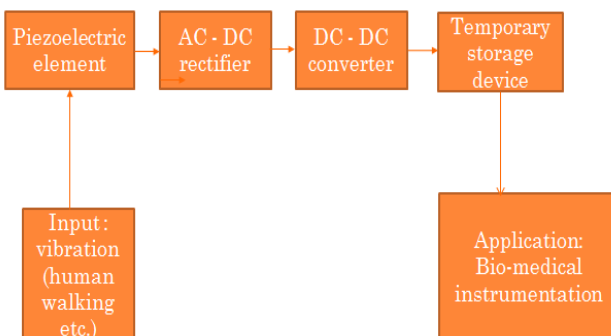 Piezoelectric
element
AC - DC
rectifier
DC - DC
converter
Temporary
storage
device
Input :
vibration
(human
walking
etc.)
Application:
Bio-medical
instrumentation